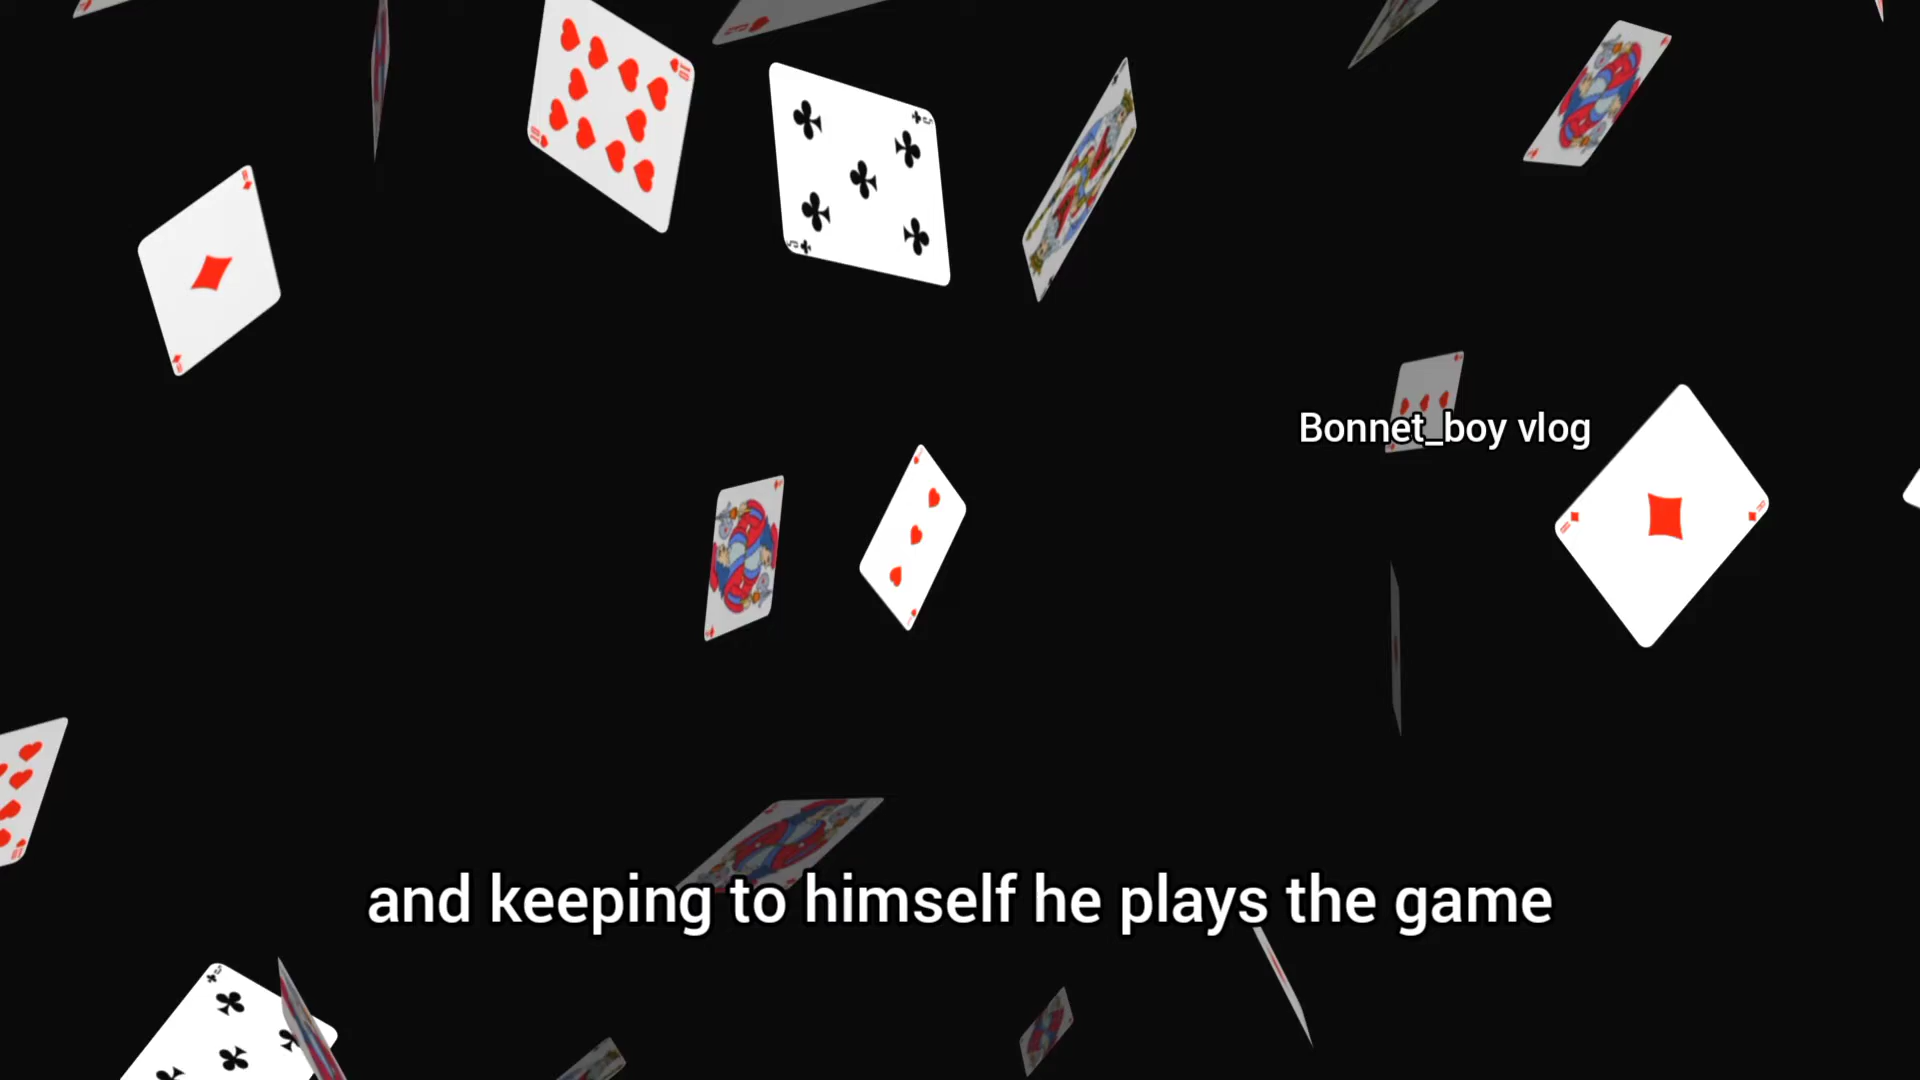 Bonnet_boy vlog
and keeping to himself he plays the game